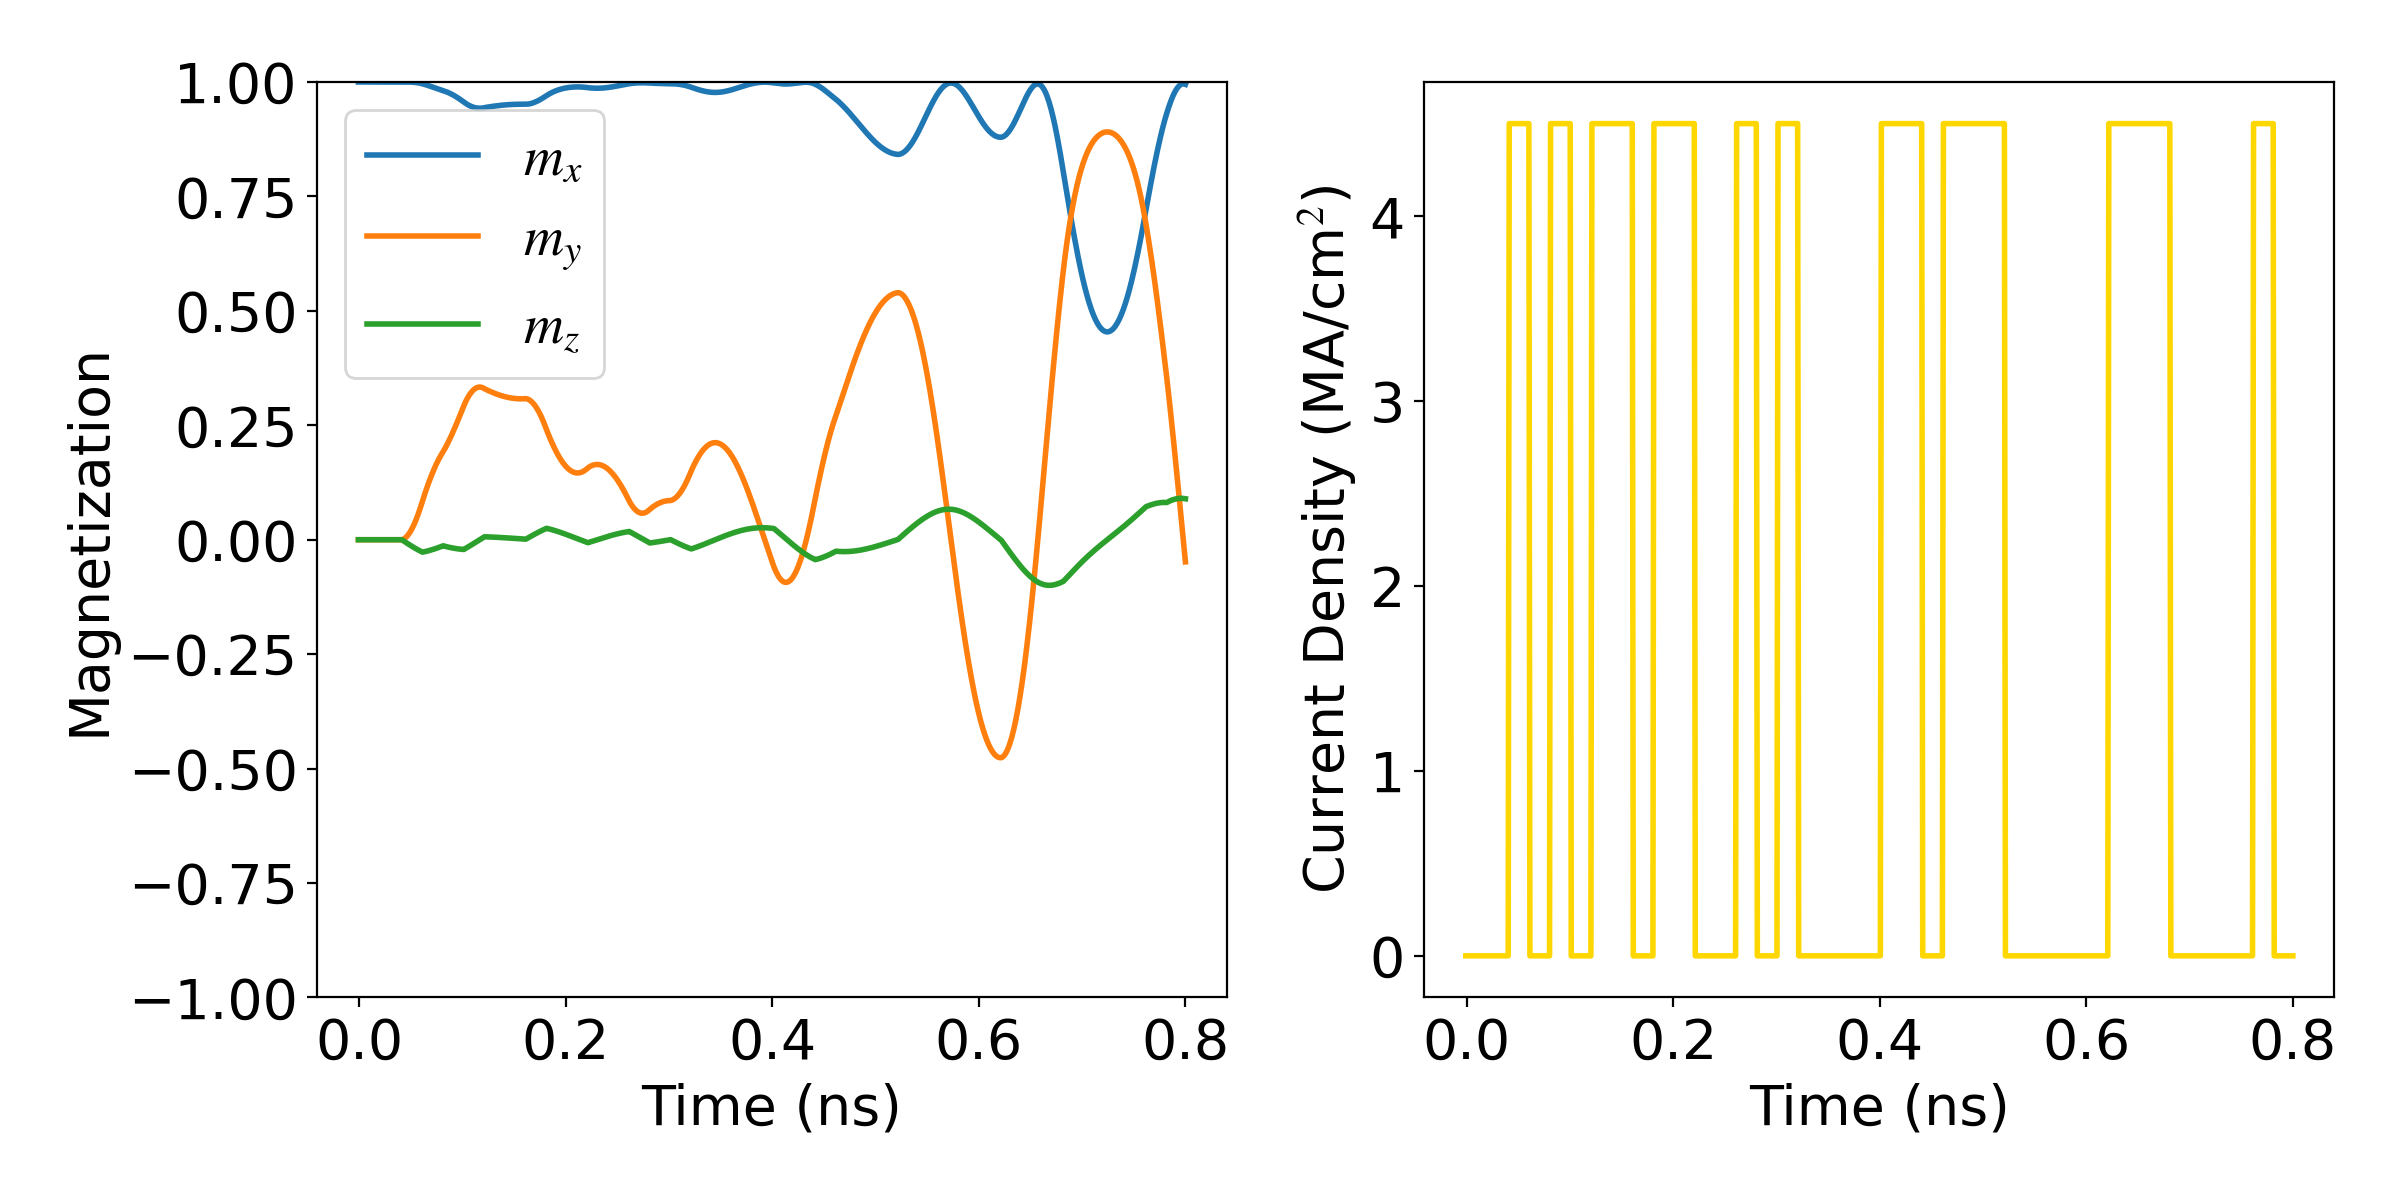 1.00
0.75
0.50
0.25
0.00
−0.25
−0.50
−0.75
−1.00
Magnetization
m_x
m_y
m_z
0.0 0.2 0.4 0.6 0.8
Time (ns)
4
3
2
1
0
Current Density (MA/cm²)
0.0 0.2 0.4 0.6 0.8
Time (ns)